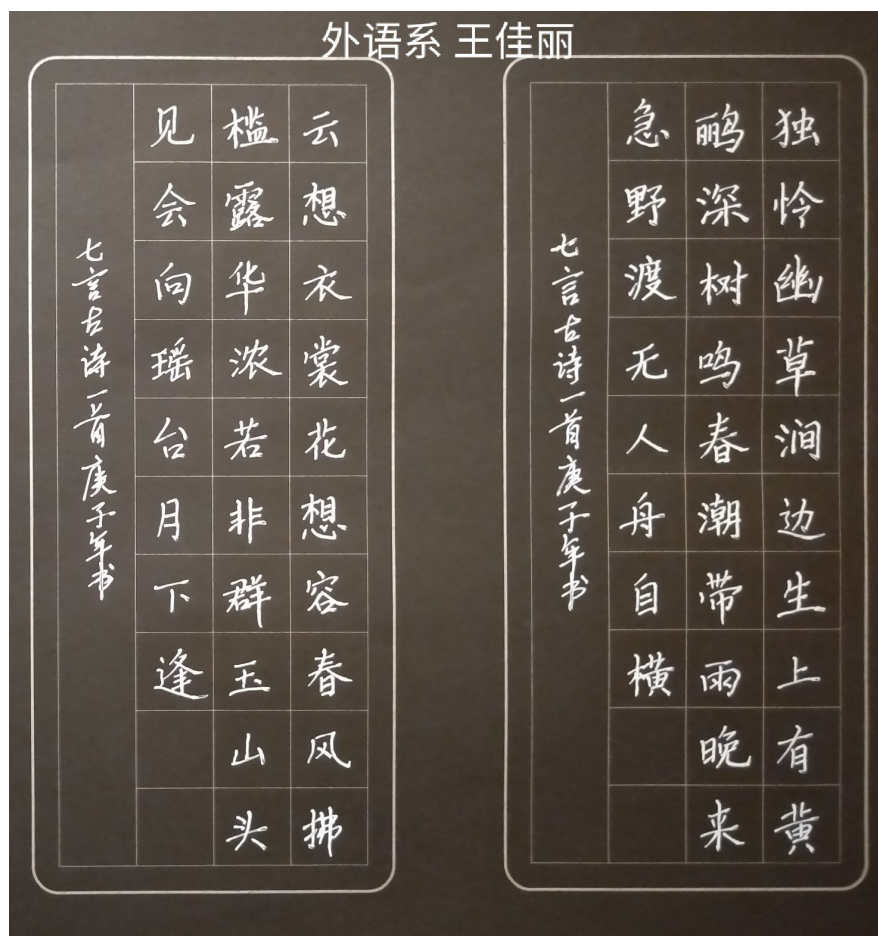 外语系 王佳丽
独怜幽草涧边生上有黄
鹂深树鸣春潮带雨晚来
急野渡无人舟自横
七言古诗一首庚子年书
云想衣裳花想容春风拂
槛露华浓若非群玉山头
见会向瑶台月下逢
七言古诗一首庚子年书